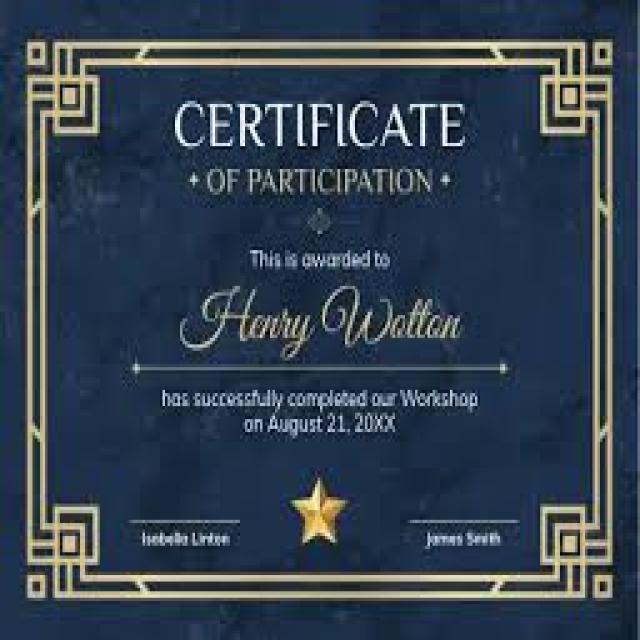 CERTIFICATE
OF PARTICIPATION
This is awarded to
Henry Wotton
has successfully completed our Workshop
on August 21, 20XX
Isabella Linton
James Smith